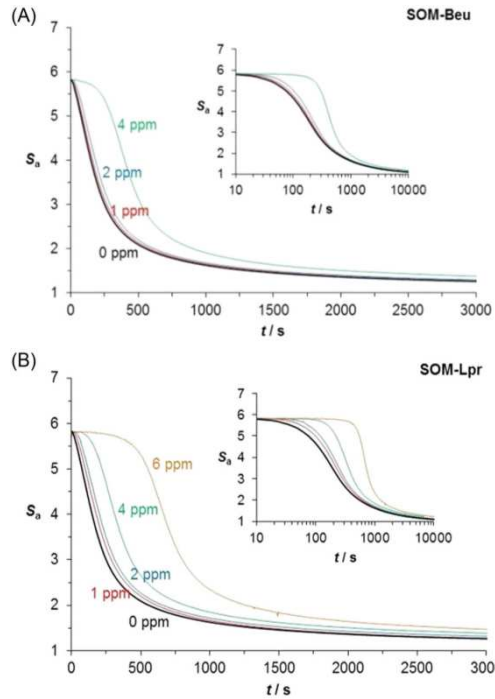 (A)
SOM-Beu
7
6
5
4
3
2
1
Sa
4 ppm
2 ppm
1 ppm
0 ppm
0 500 1000 1500 2000 2500 3000
t / s
7
6
5
4
3
2
1
Sa
10 100 1000 10000
t / s
(B)
SOM-Lpr
7
6
5
4
3
2
1
Sa
6 ppm
4 ppm
2 ppm
1 ppm
0 ppm
0 500 1000 1500 2000 2500 300
t / s
7
6
5
4
3
2
1
Sa
10 100 1000 10000
t / s